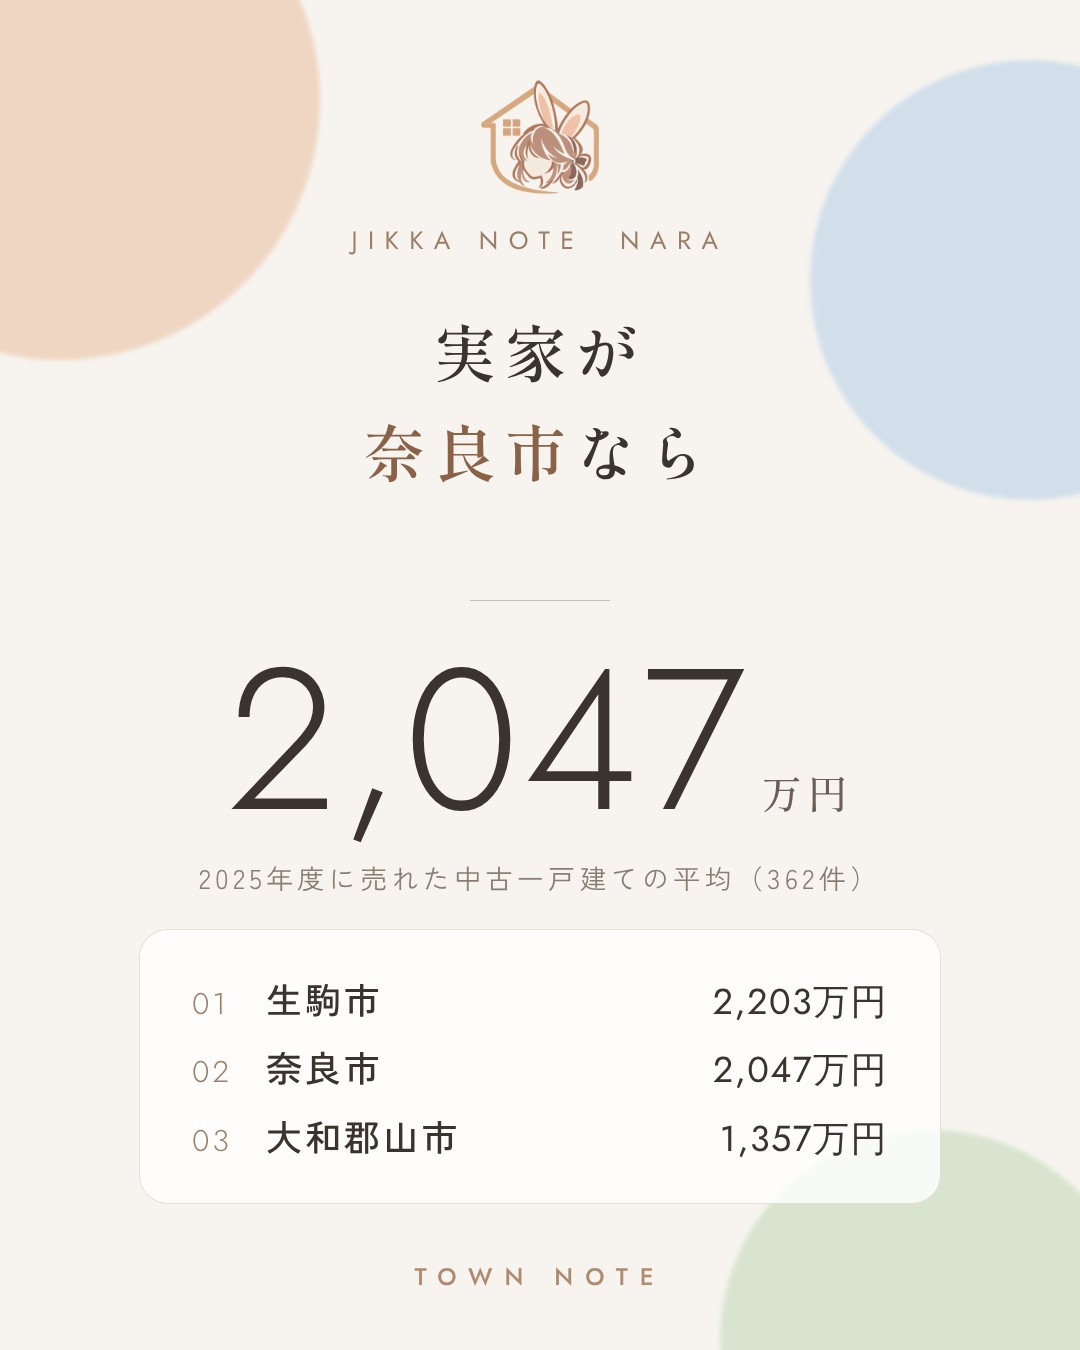 JIKKA NOTE NARA
実家が
奈良市なら
2,047万円
2025年度に売れた中古一戸建ての平均（362件）
01 生駒市 2,203万円
02 奈良市 2,047万円
03 大和郡山市 1,357万円
TOWN NOTE